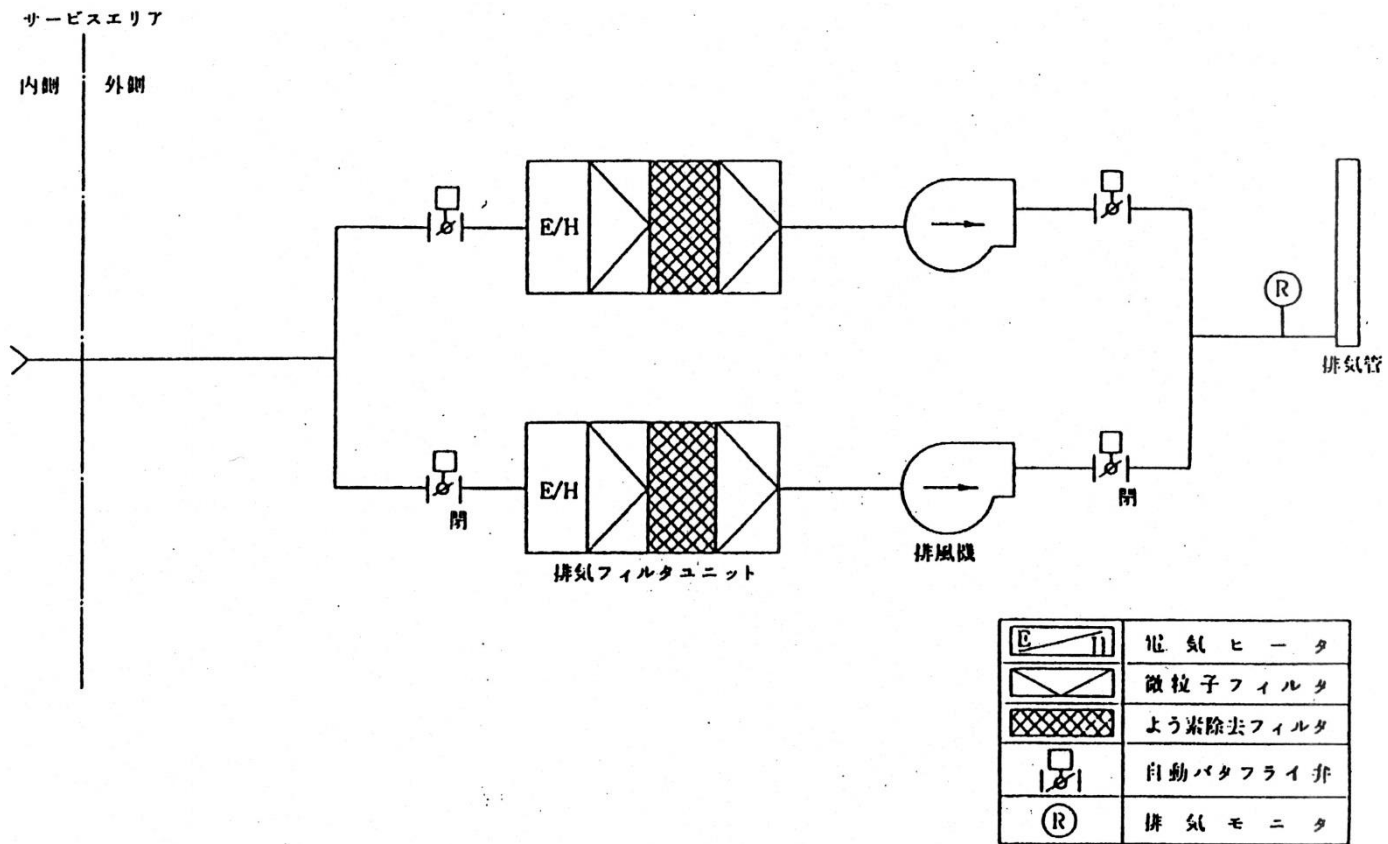 サービスエリア
内側
外側
E/H
R
排気管
E/H
閉
閉
排風機
排気フィルタユニット
E H
電気ヒータ
微粒子フィルタ
よう素除去フィルタ
自動バタフライ弁
R
排気モニタ